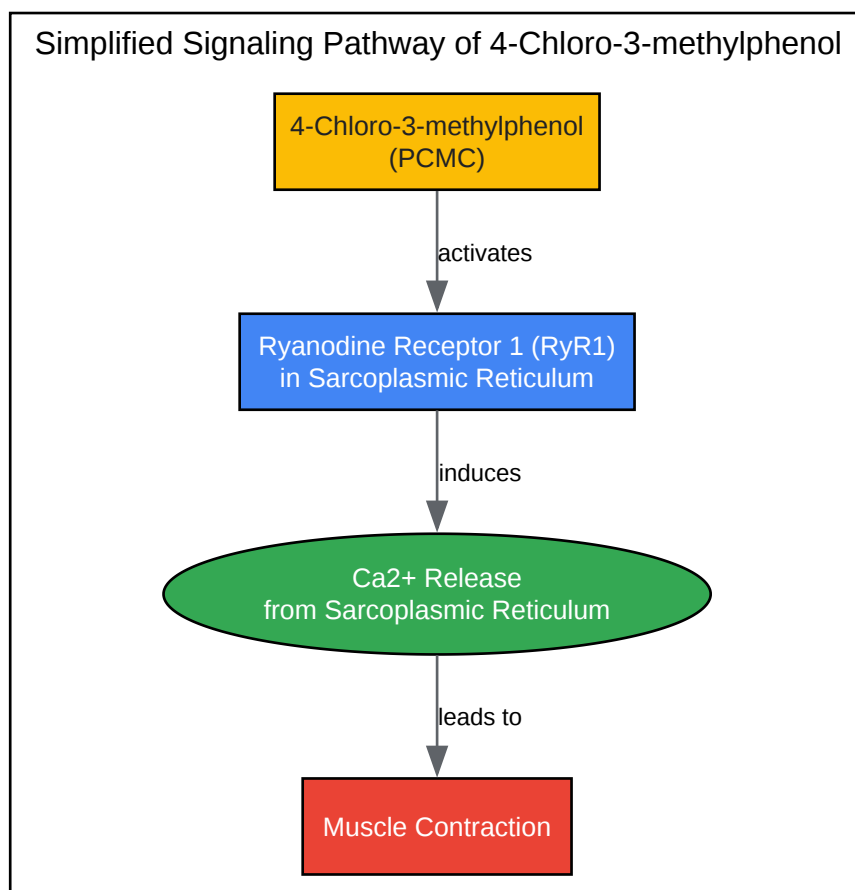 Simplified Signaling Pathway of 4-Chloro-3-methylphenol
4-Chloro-3-methylphenol
(PCMC)
activates
Ryanodine Receptor 1 (RyR1)
in Sarcoplasmic Reticulum
induces
Ca2+ Release
from Sarcoplasmic Reticulum
leads to
Muscle Contraction